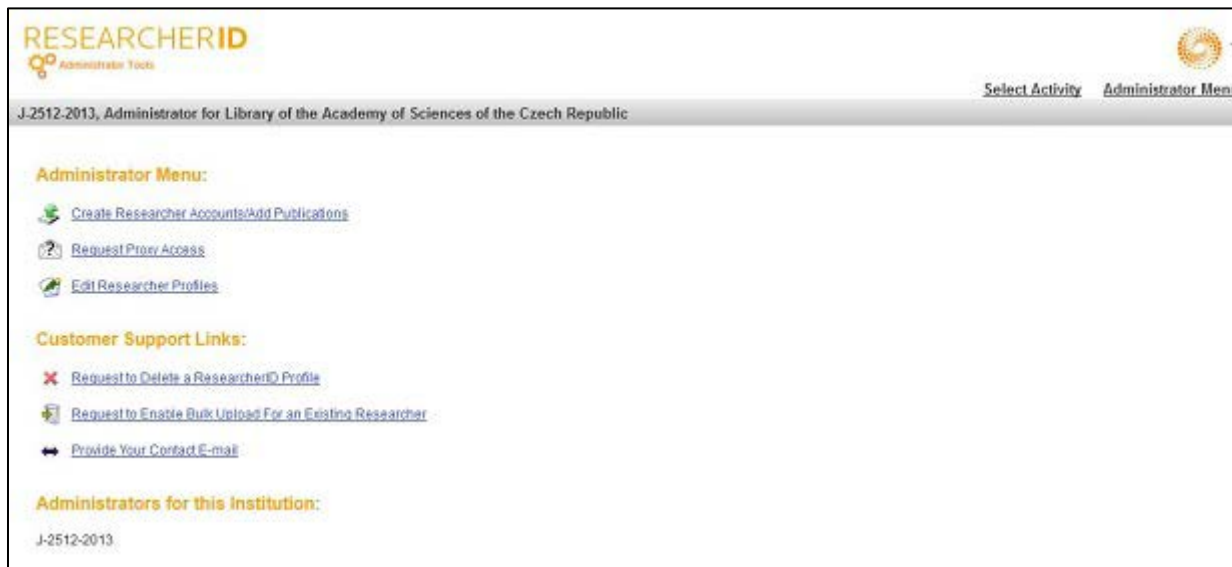 RESEARCHERID
Administrator Tools
Select Activity Administrator Men
J-2512-2013, Administrator for Library of the Academy of Sciences of the Czech Republic
Administrator Menu:
Create Researcher Accounts/Add Publications
Request Proxy Access
Edit Researcher Profiles
Customer Support Links:
Request to Delete a ResearcherID Profile
Request to Enable Bulk Upload For an Existing Researcher
Provide Your Contact E-mail
Administrators for this Institution:
J-2512-2013